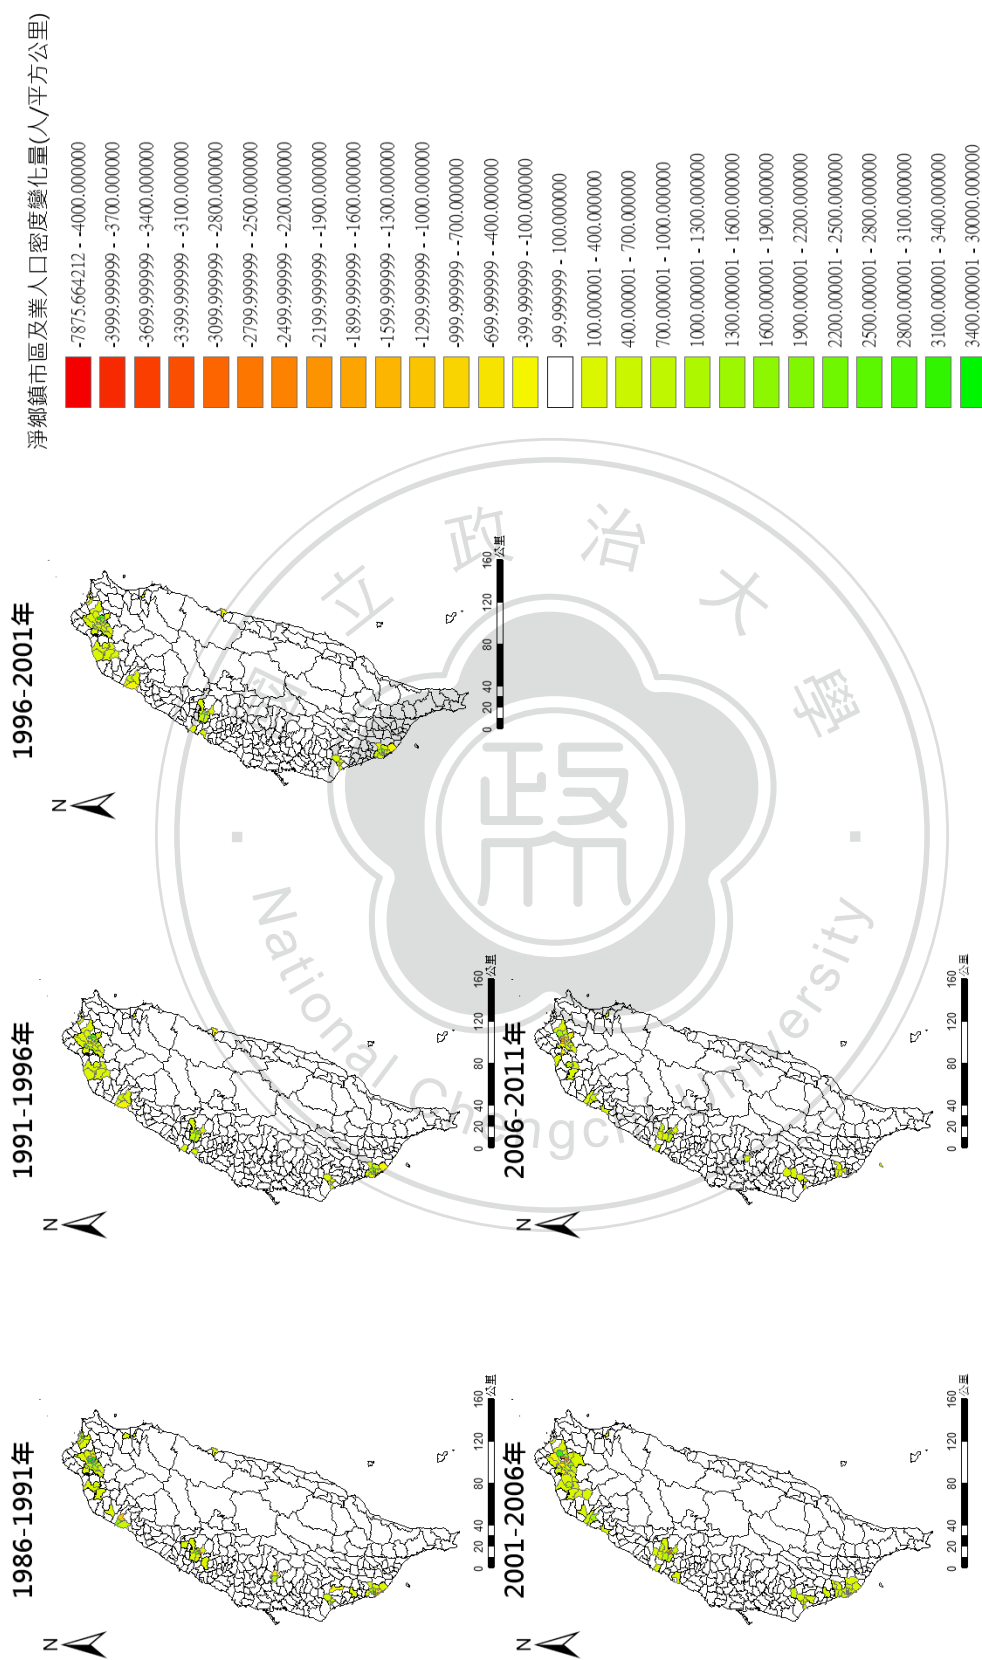 1986-1991年
N
0 20 40 80 120 160
公里
1991-1996年
N
0 20 40 80 120 160
公里
1996-2001年
N
0 20 40 80 120 160
公里
2001-2006年
N
0 20 40 80 120 160
公里
2006-2011年
N
0 20 40 80 120 160
公里
淨鄉鎮市區及業人口密度變化量(人/平方公里)
-7875.664212 - -4000.000000
-3999.999999 - -3700.000000
-3699.999999 - -3400.000000
-3399.999999 - -3100.000000
-3099.999999 - -2800.000000
-2799.999999 - -2500.000000
-2499.999999 - -2200.000000
-2199.999999 - -1900.000000
-1899.999999 - -1600.000000
-1599.999999 - -1300.000000
-1299.999999 - -1000.000000
-999.999999 - -700.000000
-699.999999 - -400.000000
-399.999999 - -100.000000
-99.999999 - 100.000000
100.000001 - 400.000000
400.000001 - 700.000000
700.000001 - 1000.000000
1000.000001 - 1300.000000
1300.000001 - 1600.000000
1600.000001 - 1900.000000
1900.000001 - 2200.000000
2200.000001 - 2500.000000
2500.000001 - 2800.000000
2800.000001 - 3100.000000
3100.000001 - 3400.000000
3400.000001 - 30000.000000
國立政治大學
National Chengchi University